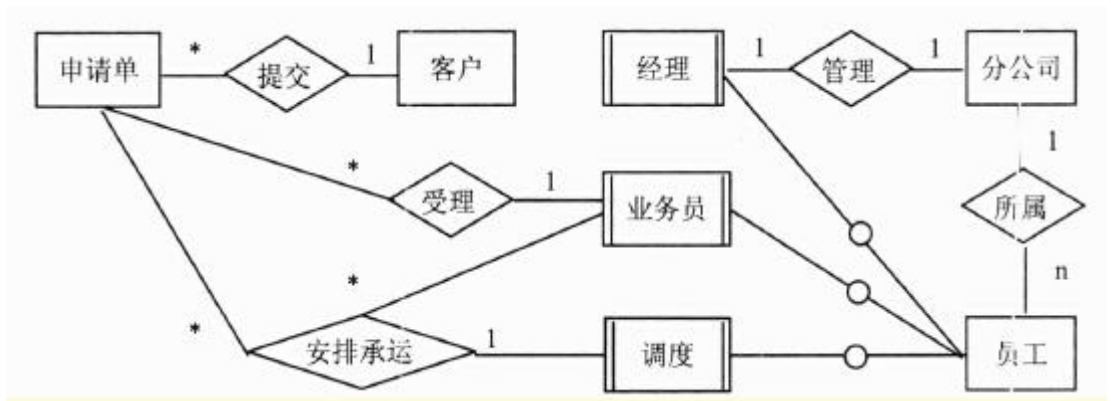 申请单 * 提交 1 客户 经理 1 管理 1 分公司
1
* 受理 1 业务员 所属
*
n
* 安排承运 1 调度 员工